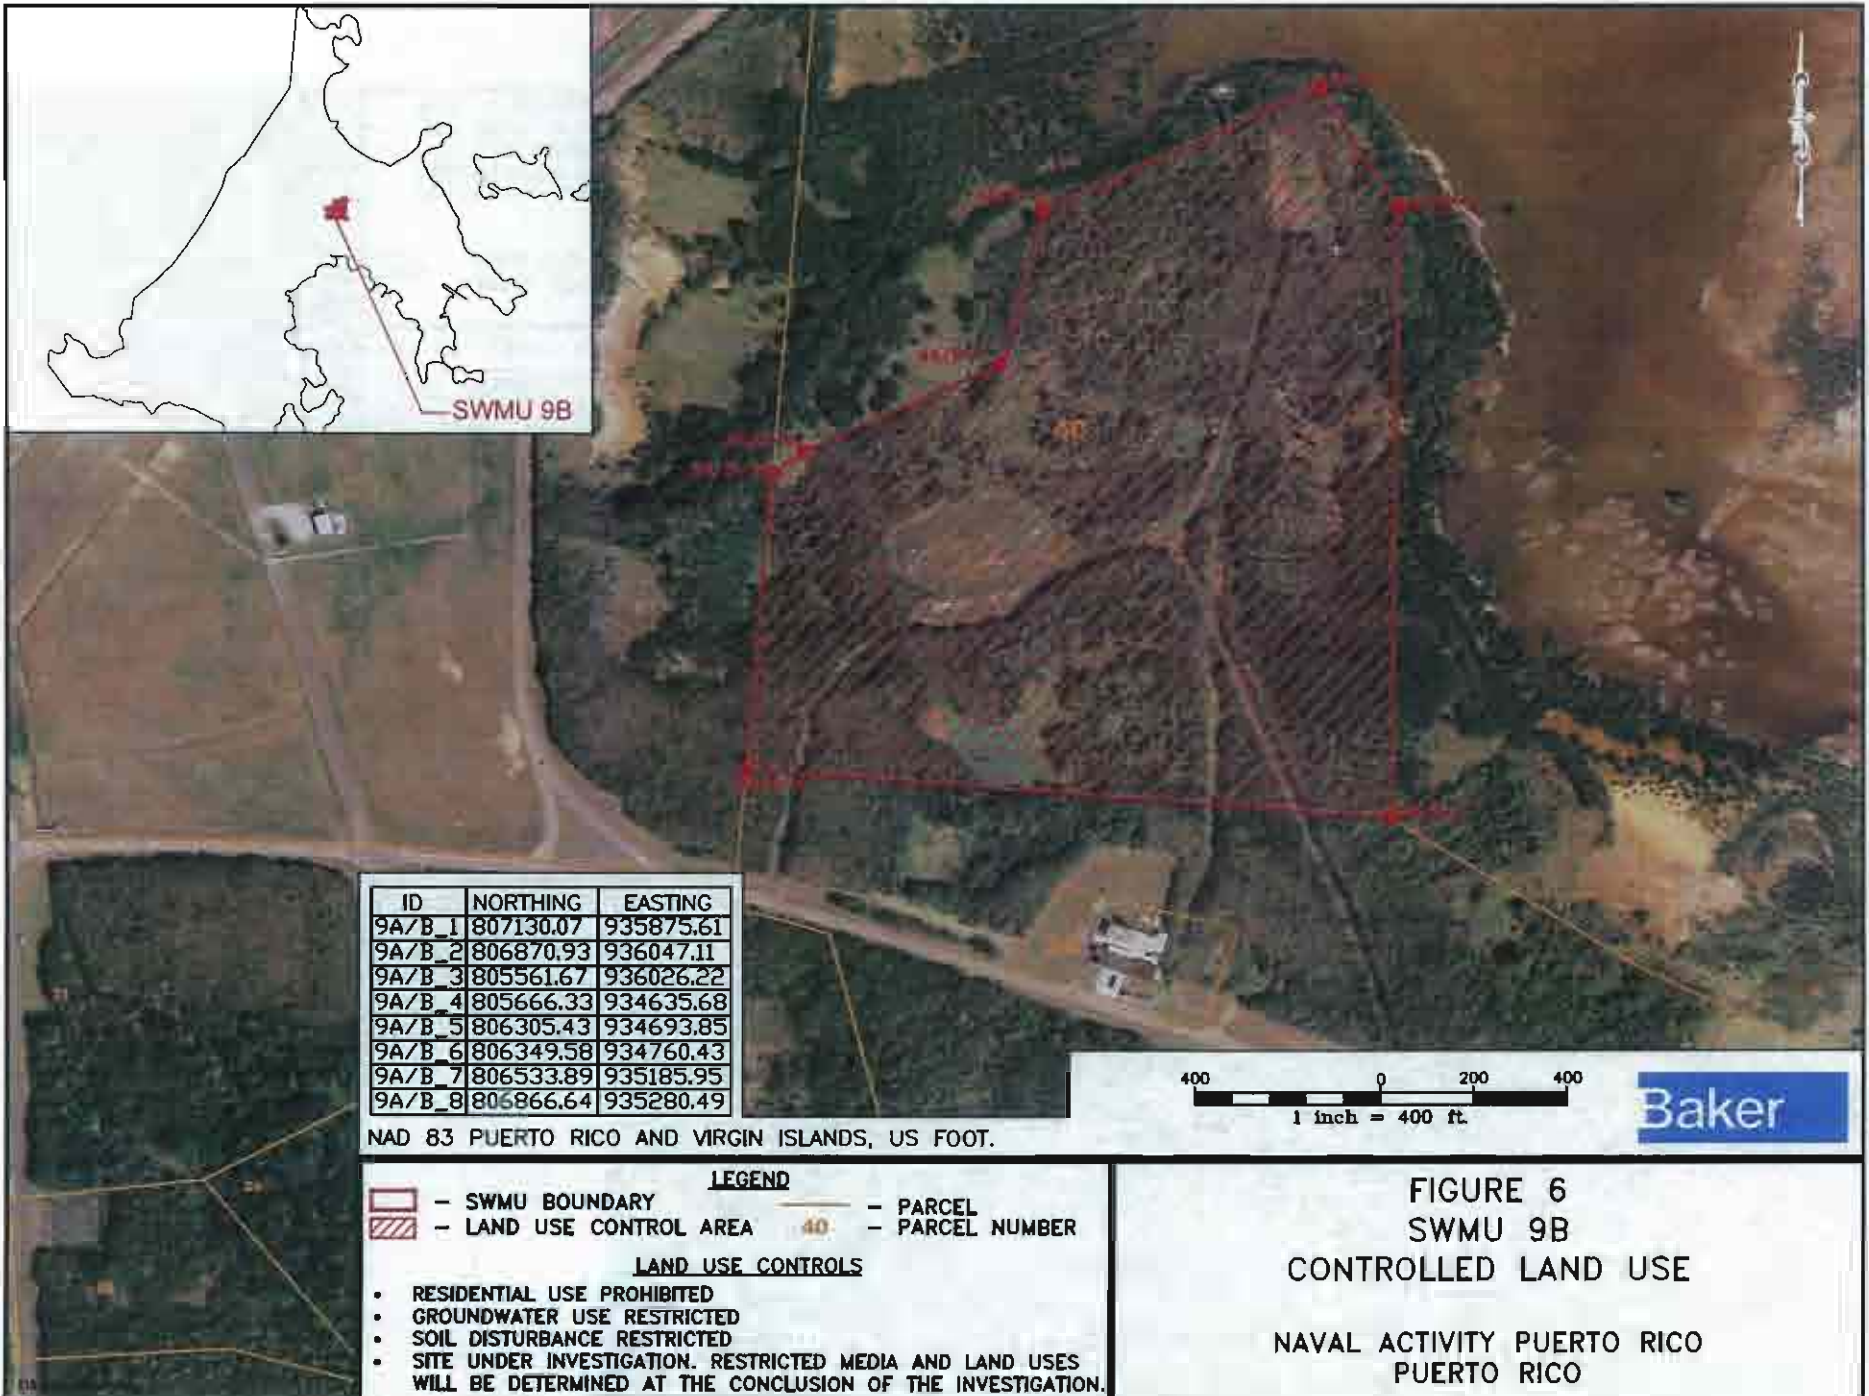 SWMU 9B
40
ID NORTHING EASTING
9A/B_1 807130.07 935875.61
9A/B_2 806870.93 936047.11
9A/B_3 805561.67 936026.22
9A/B_4 805666.33 934635.68
9A/B_5 806305.43 934693.85
9A/B_6 806349.58 934760.43
9A/B_7 806533.89 935185.95
9A/B_8 806866.64 935280.49
NAD 83 PUERTO RICO AND VIRGIN ISLANDS, US FOOT.
400 0 200 400
1 inch = 400 ft.
Baker
LEGEND
- SWMU BOUNDARY
- PARCEL
- LAND USE CONTROL AREA
40 - PARCEL NUMBER
LAND USE CONTROLS
• RESIDENTIAL USE PROHIBITED
• GROUNDWATER USE RESTRICTED
• SOIL DISTURBANCE RESTRICTED
• SITE UNDER INVESTIGATION. RESTRICTED MEDIA AND LAND USES
WILL BE DETERMINED AT THE CONCLUSION OF THE INVESTIGATION.
FIGURE 6
SWMU 9B
CONTROLLED LAND USE
NAVAL ACTIVITY PUERTO RICO
PUERTO RICO